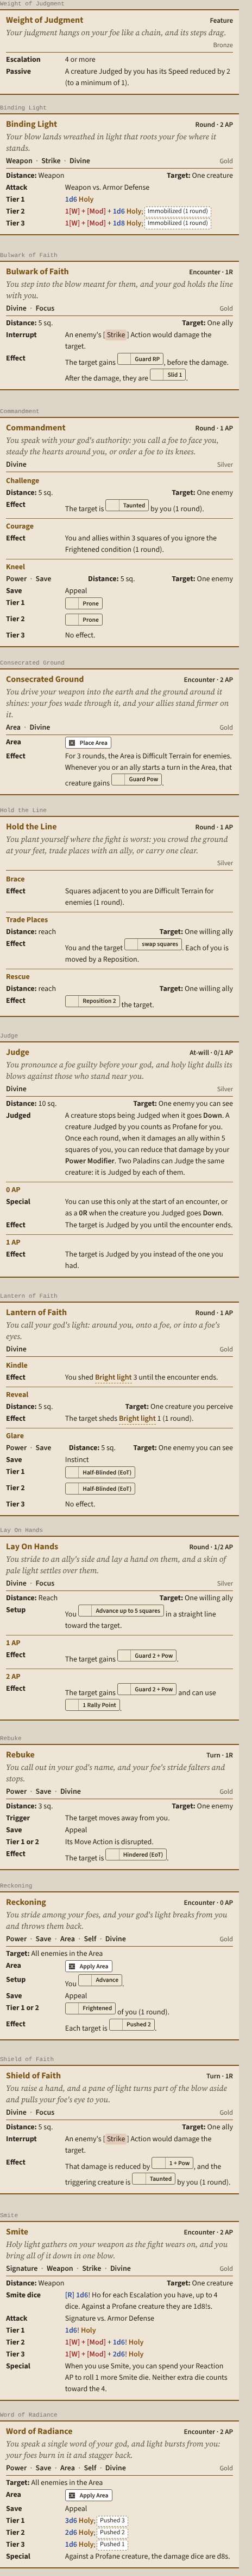 Weight of Judgment
Weight of Judgment Feature
Your judgment hangs on your foe like a chain, and its steps drag.
Bronze
Escalation 4 or more
Passive A creature Judged by you has its Speed reduced by 2
(to a minimum of 1).
Binding Light
Binding Light Round · 2 AP
Your blow lands wreathed in light that roots your foe where it
stands.
Weapon · Strike · Divine Gold
Distance: Weapon Target: One creature
Attack Weapon vs. Armor Defense
Tier 1 1d6 Holy
Tier 2 1[W] + [Mod] + 1d6 Holy; Immobilized (1 round)
Tier 3 1[W] + [Mod] + 1d8 Holy; Immobilized (1 round)
Bulwark of Faith
Bulwark of Faith Encounter · 1R
You step into the blow meant for them, and your god holds the line
with you.
Divine · Focus Gold
Distance: 5 sq. Target: One ally
Interrupt An enemy's [ Strike ] Action would damage the
target.
Effect The target gains Guard RP, before the damage.
After the damage, they are Slid 1.
Commandment
Commandment Round · 1 AP
You speak with your god's authority: you call a foe to face you,
steady the hearts around you, or order a foe to its knees.
Divine Silver
Challenge
Distance: 5 sq. Target: One enemy
Effect The target is Taunted by you (1 round).
Courage
Effect You and allies within 3 squares of you ignore the
Frightened condition (1 round).
Kneel
Power · Save Distance: 5 sq. Target: One enemy
Save Appeal
Tier 1 Prone
Tier 2 Prone
Tier 3 No effect.
Consecrated Ground
Consecrated Ground Encounter · 2 AP
You drive your weapon into the earth and the ground around it
shines: your foes wade through it, and your allies stand firmer on
it.
Area · Divine Gold
Area Place Area
Effect For 3 rounds, the Area is Difficult Terrain for enemies.
Whenever you or an ally starts a turn in the Area, that
creature gains Guard Pow.
Hold the Line
Hold the Line Round · 1 AP
You plant yourself where the fight is worst: you crowd the ground
at your feet, trade places with an ally, or carry one clear.
Silver
Brace
Effect Squares adjacent to you are Difficult Terrain for
enemies (1 round).
Trade Places
Distance: reach Target: One willing ally
Effect You and the target swap squares. Each of you is
moved by a Reposition.
Rescue
Distance: reach Target: One willing ally
Effect Reposition 2 the target.
Judge
Judge At-will · 0/1 AP
You pronounce a foe guilty before your god, and holy light dulls its
blows against those who stand near you.
Divine Silver
Distance: 10 sq. Target: One enemy you can see
Judged A creature stops being Judged when it goes Down. A
creature Judged by you counts as Profane for you.
Once each round, when it damages an ally within 5
squares of you, you can reduce that damage by your
Power Modifier. Two Paladins can Judge the same
creature: it is Judged by each of them.
0 AP
Special You can use this only at the start of an encounter, or
as a 0R when the creature you Judged goes Down.
Effect The target is Judged by you until the encounter ends.
1 AP
Effect The target is Judged by you instead of the one you
had.
Lantern of Faith
Lantern of Faith Round · 1 AP
You call your god's light: around you, onto a foe, or into a foe's
eyes.
Divine Gold
Kindle
Effect You shed Bright light 3 until the encounter ends.
Reveal
Distance: 5 sq. Target: One creature you perceive
Effect The target sheds Bright light 1 (1 round).
Glare
Power · Save Distance: 5 sq. Target: One enemy you can see
Save Instinct
Tier 1 Half-Blinded (EoT)
Tier 2 Half-Blinded (EoT)
Tier 3 No effect.
Lay On Hands
Lay On Hands Round · 1/2 AP
You stride to an ally's side and lay a hand on them, and a skin of
pale light settles over them.
Divine · Focus Silver
Distance: Reach Target: One willing ally
Setup You Advance up to 5 squares in a straight line
toward the target.
1 AP
Effect The target gains Guard 2 + Pow.
2 AP
Effect The target gains Guard 2 + Pow and can use
1 Rally Point.
Rebuke
Rebuke Turn · 1R
You call out in your god's name, and your foe's stride falters and
stops.
Power · Save · Divine Gold
Distance: 3 sq. Target: One enemy
Trigger The target moves away from you.
Save Appeal
Tier 1 or 2 Its Move Action is disrupted.
Effect The target is Hindered (EoT).
Reckoning
Reckoning Encounter · 0 AP
You stride among your foes, and your god's light breaks from you
and throws them back.
Power · Save · Area · Self · Divine Gold
Target: All enemies in the Area
Area Apply Area
Setup You Advance.
Save Appeal
Tier 1 or 2 Frightened of you (1 round).
Effect Each target is Pushed 2.
Shield of Faith
Shield of Faith Turn · 1R
You raise a hand, and a pane of light turns part of the blow aside
and pulls your foe's eye to you.
Divine · Focus Gold
Distance: 5 sq. Target: One ally
Interrupt An enemy's [ Strike ] Action would damage the
target.
Effect That damage is reduced by 1 + Pow, and the
triggering creature is Taunted by you (1 round).
Smite
Smite Encounter · 2 AP
Holy light gathers on your weapon as the fight wears on, and you
bring all of it down in one blow.
Signature · Weapon · Strike · Divine Gold
Distance: Weapon Target: One creature
Smite dice [R] 1d6! Ho for each Escalation you have, up to 4
dice. Against a Profane creature they are 1d8!s.
Attack Signature vs. Armor Defense
Tier 1 1d6! Holy
Tier 2 1[W] + [Mod] + 1d6! Holy
Tier 3 1[W] + [Mod] + 2d6! Holy
Special When you use Smite, you can spend your Reaction
AP to roll 1 more Smite die. Neither extra die counts
toward the 4.
Word of Radiance
Word of Radiance Encounter · 2 AP
You speak a single word of your god, and light bursts from you:
your foes burn in it and stagger back.
Power · Save · Area · Self · Divine Gold
Target: All enemies in the Area
Area Apply Area
Save Appeal
Tier 1 3d6 Holy; Pushed 3
Tier 2 2d6 Holy; Pushed 2
Tier 3 1d6 Holy; Pushed 1
Special Against a Profane creature, the damage dice are d8s.